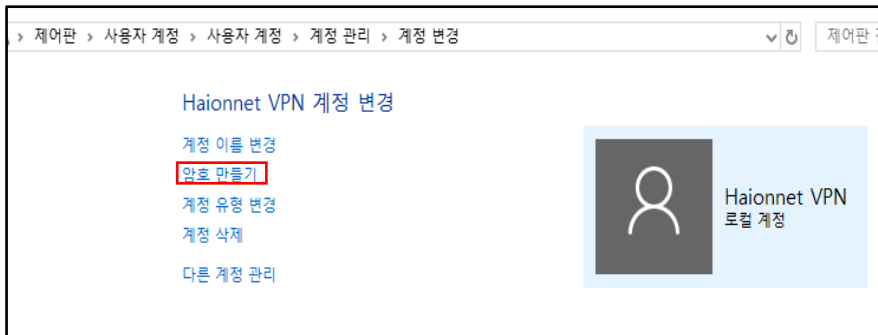 › 제어판 › 사용자 계정 › 사용자 계정 › 계정 관리 › 계정 변경
제어판
Haionnet VPN 계정 변경
계정 이름 변경
암호 만들기
계정 유형 변경
계정 삭제
다른 계정 관리
Haionnet VPN
로컬 계정